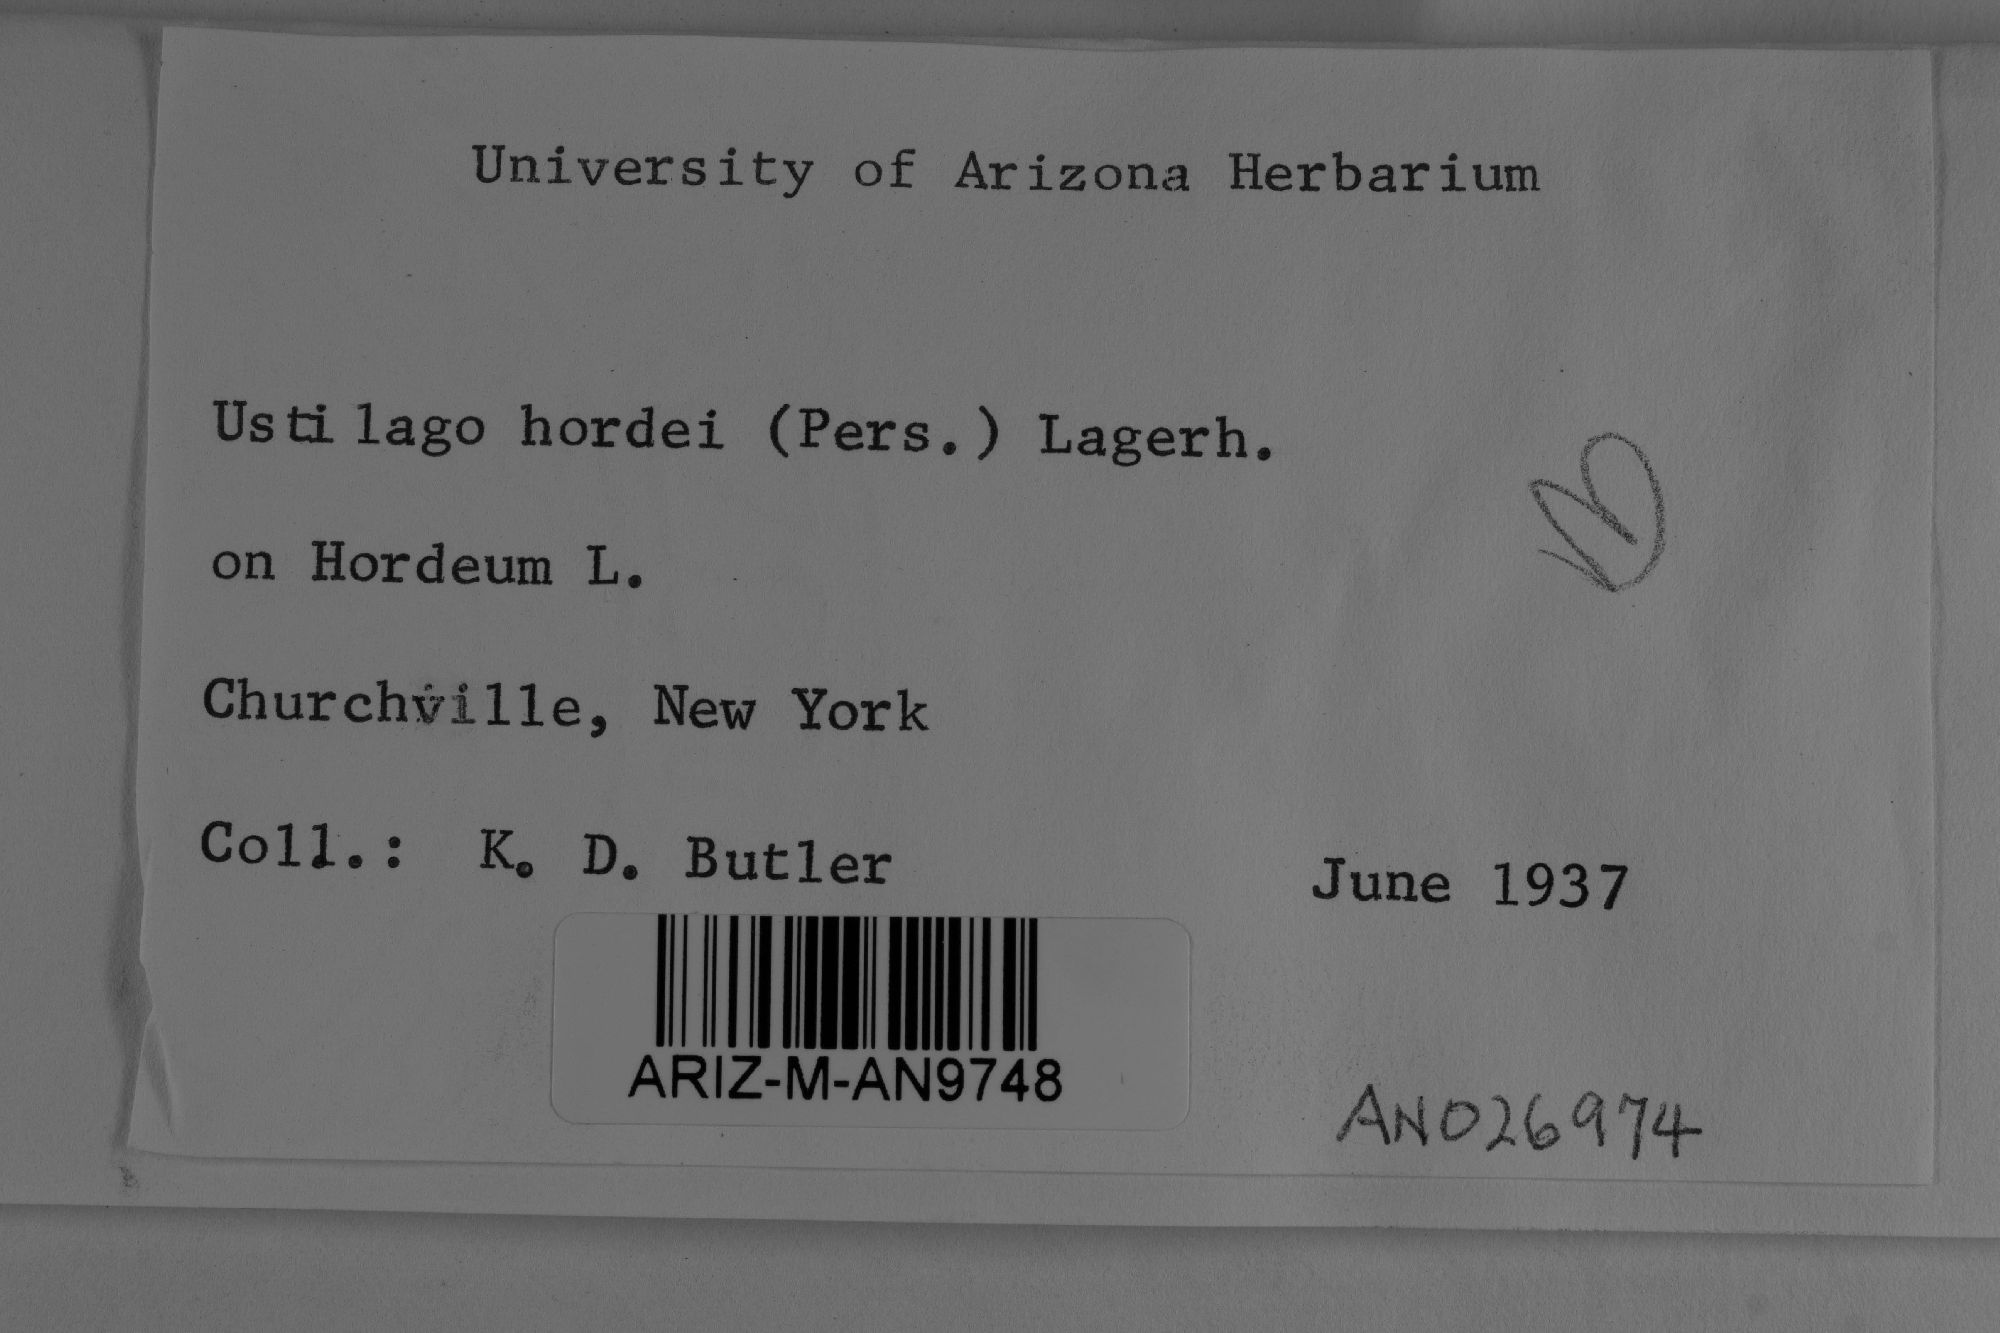 University of Arizona Herbarium
Ustilago hordei (Pers.) Lagerh.
on Hordeum L.
Churchville, New York
Coll.: K. D. Butler
June 1937
ARIZ-M-AN9748
AN026974